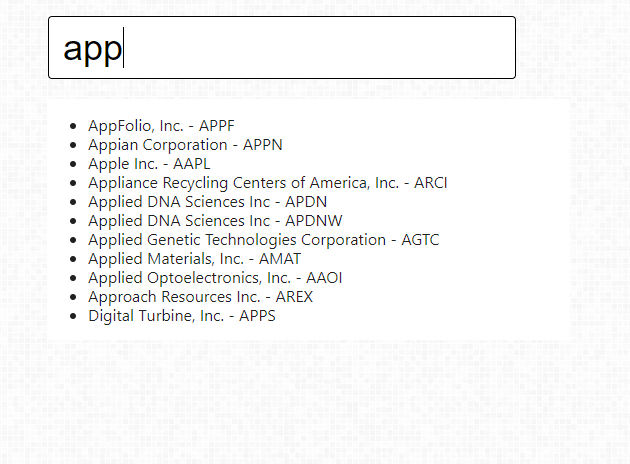 app
AppFolio, Inc. - APPF
Appian Corporation - APPN
Apple Inc. - AAPL
Appliance Recycling Centers of America, Inc. - ARCI
Applied DNA Sciences Inc - APDN
Applied DNA Sciences Inc - APDNW
Applied Genetic Technologies Corporation - AGTC
Applied Materials, Inc. - AMAT
Applied Optoelectronics, Inc. - AAOI
Approach Resources Inc. - AREX
Digital Turbine, Inc. - APPS